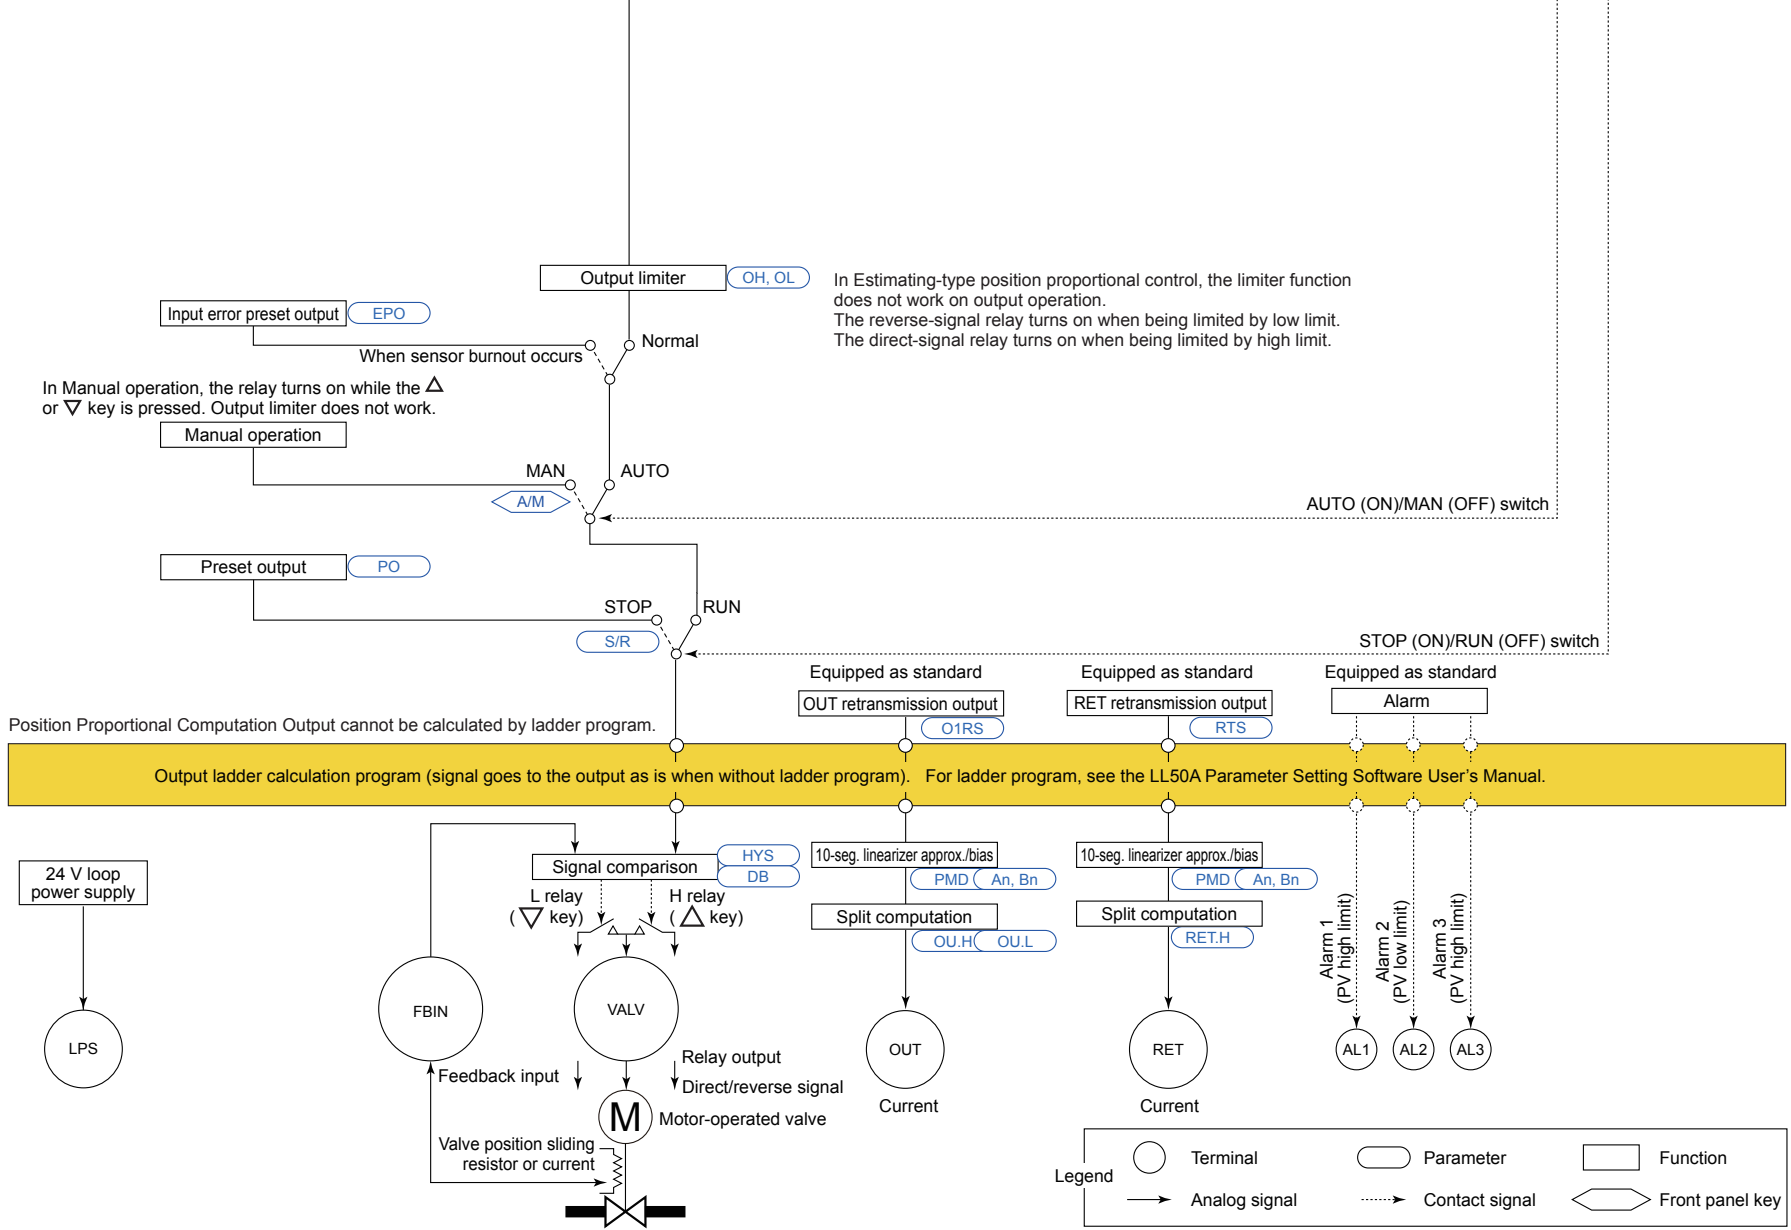 Output limiter
OH, OL
In Estimating-type position proportional control, the limiter function
does not work on output operation.
The reverse-signal relay turns on when being limited by low limit.
The direct-signal relay turns on when being limited by high limit.
Input error preset output
EPO
When sensor burnout occurs
Normal
In Manual operation, the relay turns on while the △
or ▽ key is pressed. Output limiter does not work.
Manual operation
MAN
AUTO
A/M
AUTO (ON)/MAN (OFF) switch
Preset output
PO
STOP
RUN
S/R
STOP (ON)/RUN (OFF) switch
Equipped as standard
Equipped as standard
Equipped as standard
OUT retransmission output
RET retransmission output
Alarm
O1RS
RTS
Position Proportional Computation Output cannot be calculated by ladder program.
Output ladder calculation program (signal goes to the output as is when without ladder program). For ladder program, see the LL50A Parameter Setting Software User's Manual.
24 V loop
power supply
LPS
Signal comparison
HYS
DB
L relay
(▽ key)
H relay
(△ key)
FBIN
VALV
Feedback input
Relay output
Direct/reverse signal
M
Motor-operated valve
Valve position sliding
resistor or current
10-seg. linearizer approx./bias
PMD
An, Bn
Split computation
OU.H
OU.L
OUT
Current
10-seg. linearizer approx./bias
PMD
An, Bn
Split computation
RET.H
RET
Current
Alarm 1
(PV high limit)
Alarm 2
(PV low limit)
Alarm 3
(PV high limit)
AL1
AL2
AL3
Legend
Terminal
Parameter
Function
Analog signal
Contact signal
Front panel key